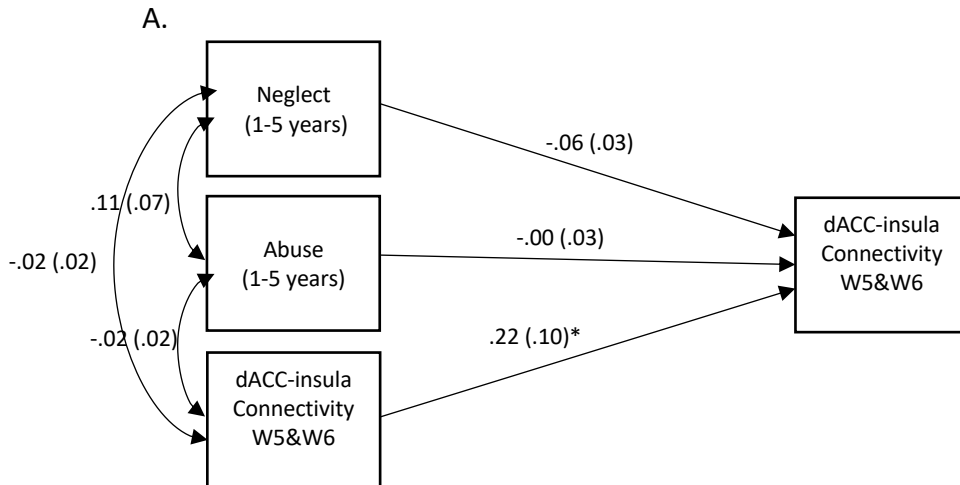 A.
Neglect
(1-5 years)
-.06 (.03)
.11 (.07)
dACC-insula
Connectivity
W5&W6
-.00 (.03)
Abuse
(1-5 years)
-.02 (.02)
-.02 (.02)
.22 (.10)*
dACC-insula
Connectivity
W5&W6